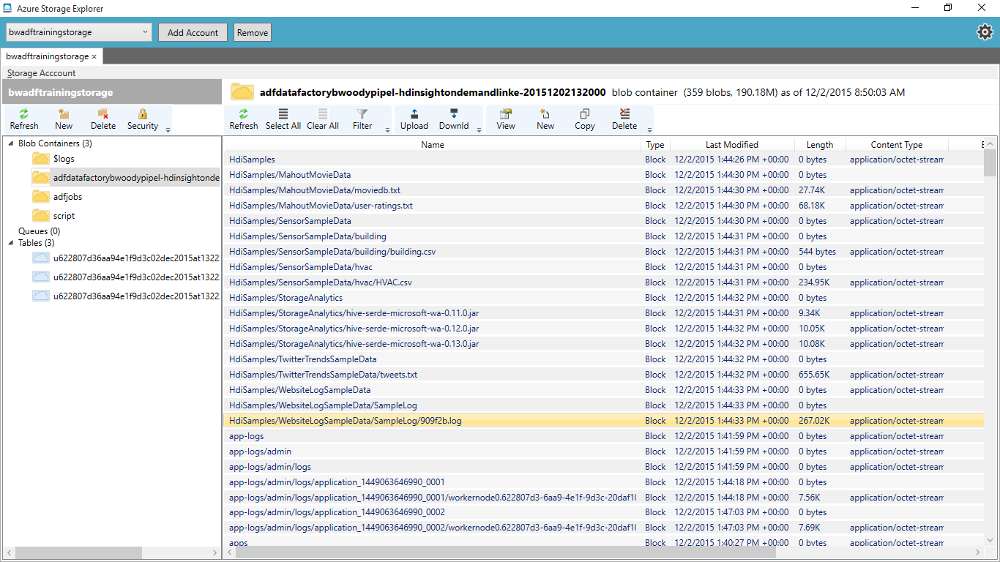 Azure Storage Explorer
bwadftrainingstorage Add Account Remove
bwadftrainingstorage ×
Storage Acccount
bwadftrainingstorage
adfdatafactorybwoodypipel-hdinsightondemandlinke-20151202132000 blob container (359 blobs, 190.18M) as of 12/2/2015 8:50:03 AM
Refresh New Delete Security
Refresh Select All Clear All Filter Upload Downld View New Copy Delete
Blob Containers (3)
$logs
adfdatafactorybwoodypipel-hdinsightonde
adfjobs
script
Queues (0)
Tables (3)
u622807d36aa94e1f9d3c02dec2015at1322
u622807d36aa94e1f9d3c02dec2015at1322
u622807d36aa94e1f9d3c02dec2015at1322
Name Type Last Modified Length Content Type
HdiSamples Block 12/2/2015 1:44:26 PM +00:00 0 bytes application/octet-stream
HdiSamples/MahoutMovieData Block 12/2/2015 1:44:30 PM +00:00 0 bytes
HdiSamples/MahoutMovieData/moviedb.txt Block 12/2/2015 1:44:30 PM +00:00 27.74K application/octet-stream
HdiSamples/MahoutMovieData/user-ratings.txt Block 12/2/2015 1:44:30 PM +00:00 68.18K application/octet-stream
HdiSamples/SensorSampleData Block 12/2/2015 1:44:30 PM +00:00 0 bytes application/octet-stream
HdiSamples/SensorSampleData/building Block 12/2/2015 1:44:31 PM +00:00 0 bytes
HdiSamples/SensorSampleData/building/building.csv Block 12/2/2015 1:44:31 PM +00:00 544 bytes application/octet-stream
HdiSamples/SensorSampleData/hvac Block 12/2/2015 1:44:31 PM +00:00 0 bytes
HdiSamples/SensorSampleData/hvac/HVAC.csv Block 12/2/2015 1:44:31 PM +00:00 234.95K application/octet-stream
HdiSamples/StorageAnalytics Block 12/2/2015 1:44:32 PM +00:00 0 bytes
HdiSamples/StorageAnalytics/hive-serde-microsoft-wa-0.11.0.jar Block 12/2/2015 1:44:31 PM +00:00 9.34K application/octet-stream
HdiSamples/StorageAnalytics/hive-serde-microsoft-wa-0.12.0.jar Block 12/2/2015 1:44:32 PM +00:00 10.05K application/octet-stream
HdiSamples/StorageAnalytics/hive-serde-microsoft-wa-0.13.0.jar Block 12/2/2015 1:44:32 PM +00:00 10.08K application/octet-stream
HdiSamples/TwitterTrendsSampleData Block 12/2/2015 1:44:32 PM +00:00 0 bytes
HdiSamples/TwitterTrendsSampleData/tweets.txt Block 12/2/2015 1:44:32 PM +00:00 655.65K application/octet-stream
HdiSamples/WebsiteLogSampleData Block 12/2/2015 1:44:33 PM +00:00 0 bytes application/octet-stream
HdiSamples/WebsiteLogSampleData/SampleLog Block 12/2/2015 1:44:33 PM +00:00 0 bytes
HdiSamples/WebsiteLogSampleData/SampleLog/909f2b.log Block 12/2/2015 1:44:33 PM +00:00 267.02K application/octet-stream
app-logs Block 12/2/2015 1:41:59 PM +00:00 0 bytes application/octet-stream
app-logs/admin Block 12/2/2015 1:41:59 PM +00:00 0 bytes application/octet-stream
app-logs/admin/logs Block 12/2/2015 1:41:59 PM +00:00 0 bytes application/octet-stream
app-logs/admin/logs/application_1449063646990_0001 Block 12/2/2015 1:44:18 PM +00:00 0 bytes
app-logs/admin/logs/application_1449063646990_0001/workernode0.622807d3-6aa9-4e1f-9d3c-20daf10 Block 12/2/2015 1:44:18 PM +00:00 7.56K application/octet-stream
app-logs/admin/logs/application_1449063646990_0002 Block 12/2/2015 1:47:03 PM +00:00 0 bytes
app-logs/admin/logs/application_1449063646990_0002/workernode0.622807d3-6aa9-4e1f-9d3c-20daf10 Block 12/2/2015 1:47:03 PM +00:00 7.69K application/octet-stream
apps Block 12/2/2015 1:40:27 PM +00:00 0 bytes application/octet-stream